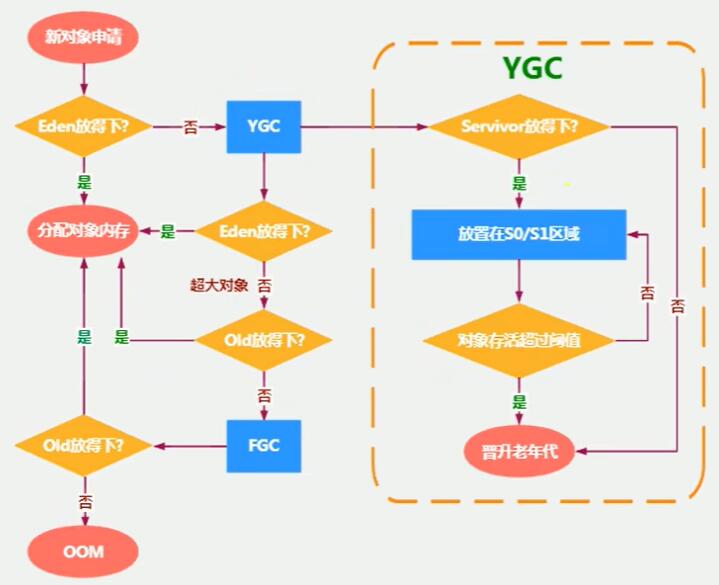 新对象申请
YGC
Eden放得下?
否
YGC
Servivor放得下?
是
是
分配对象内存
是
Eden放得下?
放置在S0/S1区域
超大对象
否
否
否
是
是
Old放得下?
对象存活超过阈值
否
是
Old放得下?
FGC
晋升老年代
否
OOM